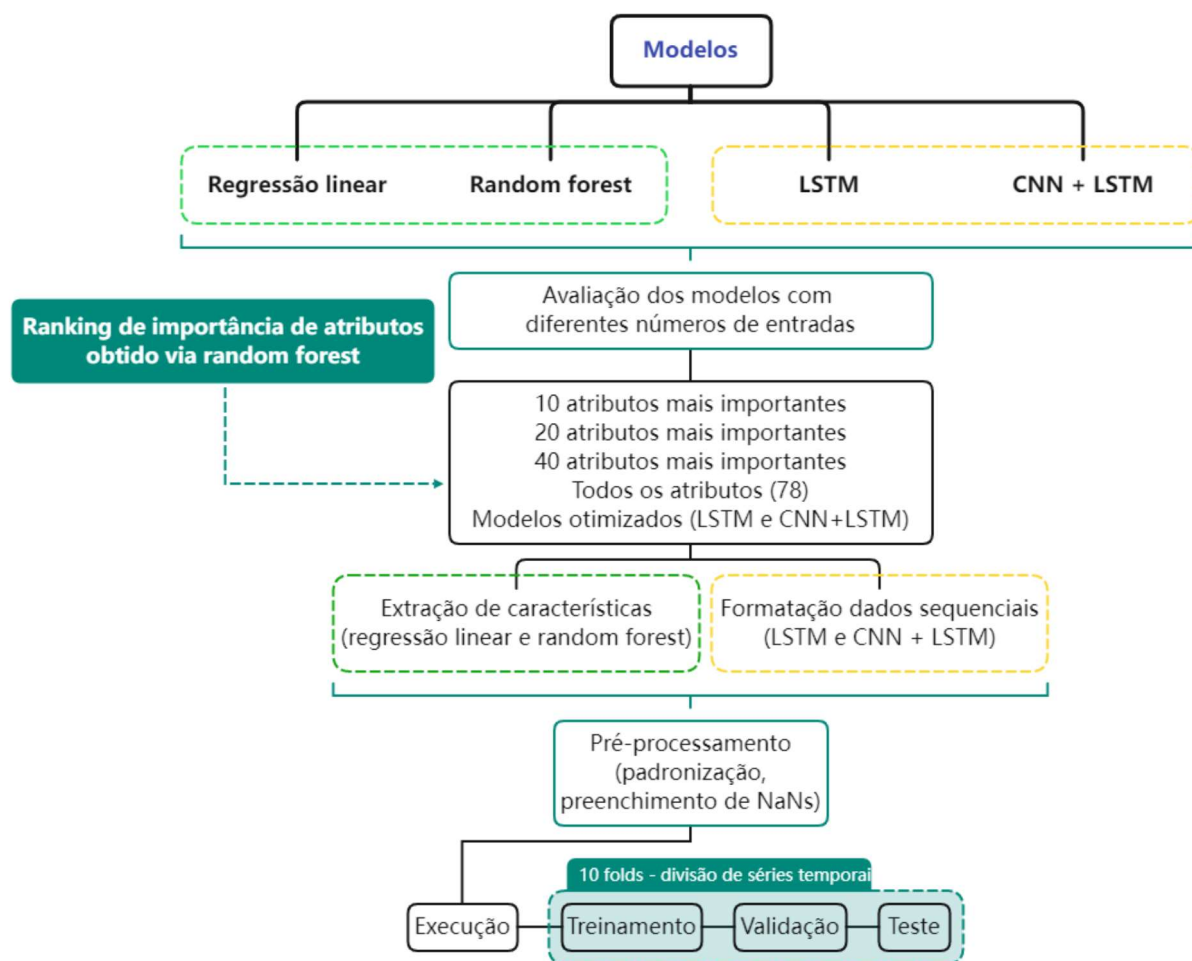 Modelos
Regressão linear
Random forest
LSTM
CNN + LSTM
Avaliação dos modelos com
diferentes números de entradas
Ranking de importância de atributos
obtido via random forest
10 atributos mais importantes
20 atributos mais importantes
40 atributos mais importantes
Todos os atributos (78)
Modelos otimizados (LSTM e CNN+LSTM)
Extração de características
(regressão linear e random forest)
Formatação dados sequenciais
(LSTM e CNN + LSTM)
Pré-processamento
(padronização,
preenchimento de NaNs)
10 folds - divisão de séries temporai
Execução
Treinamento
Validação
Teste